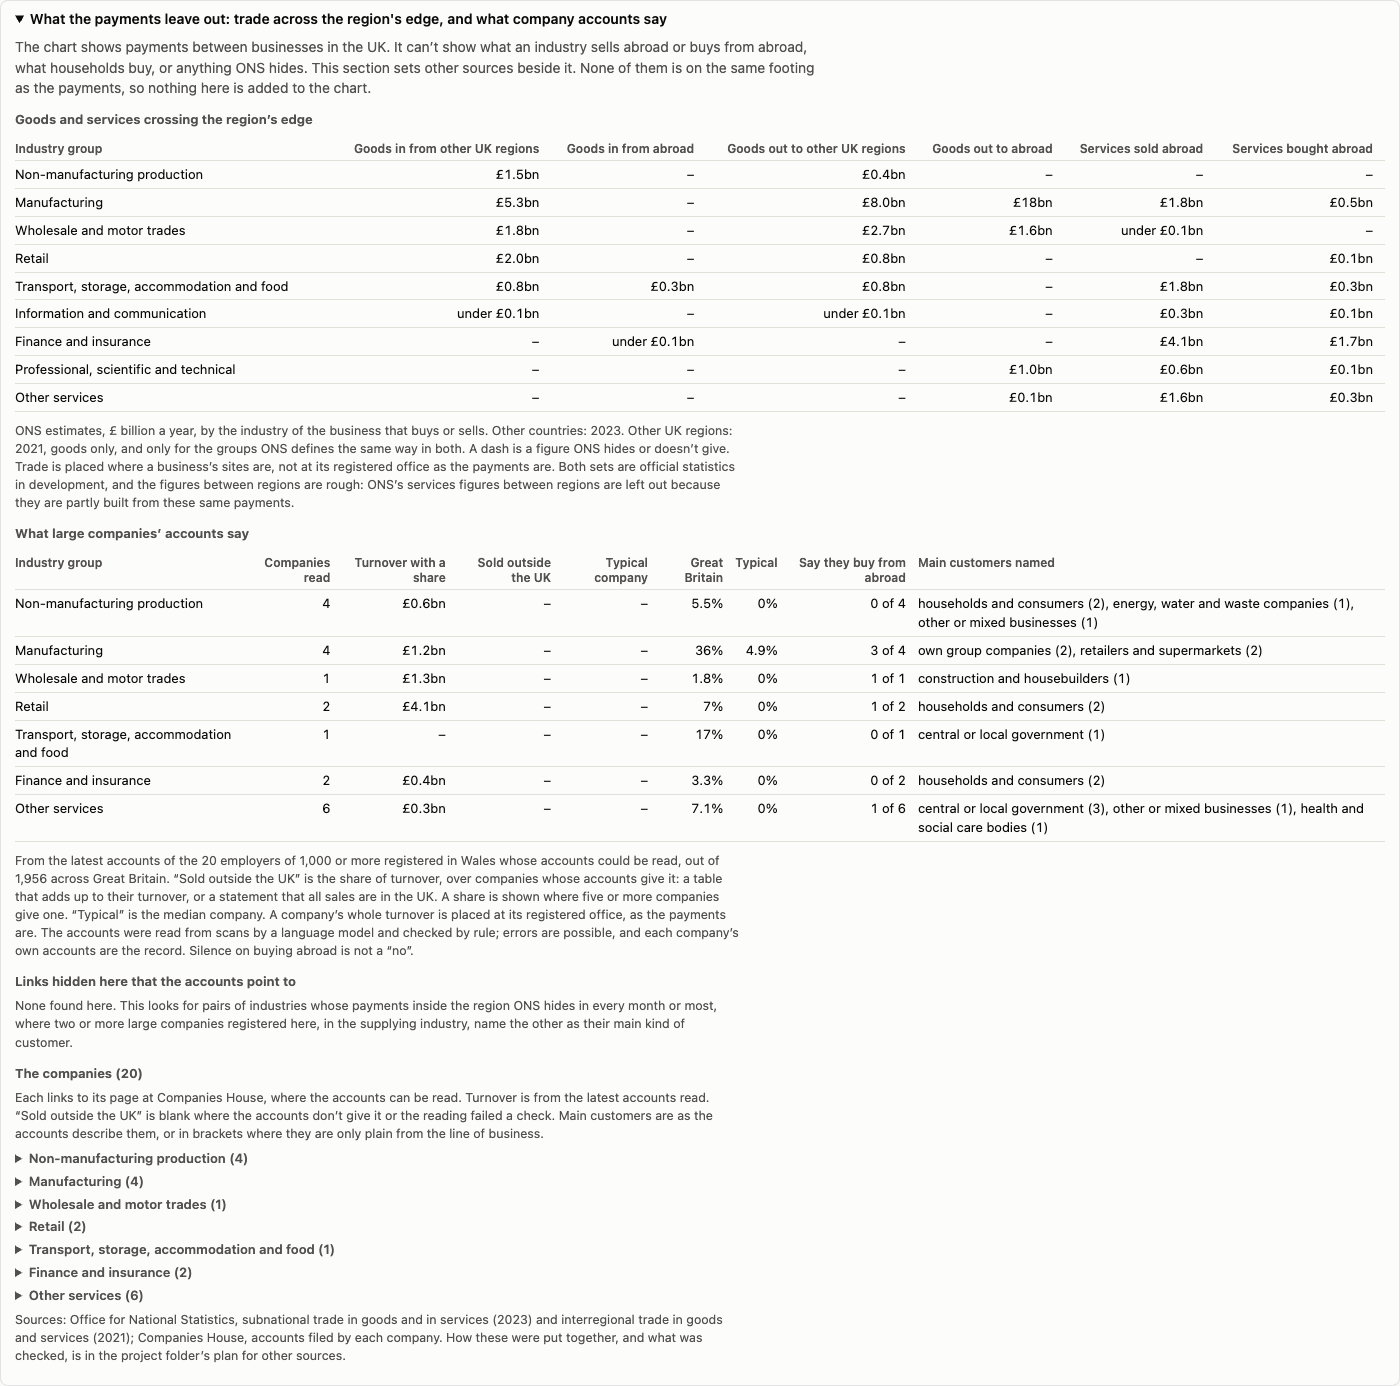 ▼ What the payments leave out: trade across the region's edge, and what company accounts say
The chart shows payments between businesses in the UK. It can’t show what an industry sells abroad or buys from abroad,
what households buy, or anything ONS hides. This section sets other sources beside it. None of them is on the same footing
as the payments, so nothing here is added to the chart.
Goods and services crossing the region’s edge
Industry group Goods in from other UK regions Goods in from abroad Goods out to other UK regions Goods out to abroad Services sold abroad Services bought abroad
Non-manufacturing production £1.5bn – £0.4bn – – –
Manufacturing £5.3bn – £8.0bn £18bn £1.8bn £0.5bn
Wholesale and motor trades £1.8bn – £2.7bn £1.6bn under £0.1bn –
Retail £2.0bn – £0.8bn – – £0.1bn
Transport, storage, accommodation and food £0.8bn £0.3bn £0.8bn – £1.8bn £0.3bn
Information and communication under £0.1bn – under £0.1bn – £0.3bn £0.1bn
Finance and insurance – under £0.1bn – – £4.1bn £1.7bn
Professional, scientific and technical – – – £1.0bn £0.6bn £0.1bn
Other services – – – £0.1bn £1.6bn £0.3bn
ONS estimates, £ billion a year, by the industry of the business that buys or sells. Other countries: 2023. Other UK regions:
2021, goods only, and only for the groups ONS defines the same way in both. A dash is a figure ONS hides or doesn’t give.
Trade is placed where a business’s sites are, not at its registered office as the payments are. Both sets are official statistics
in development, and the figures between regions are rough: ONS’s services figures between regions are left out because
they are partly built from these same payments.
What large companies’ accounts say
Industry group Companies read Turnover with a share Sold outside the UK Typical company Great Britain Typical Say they buy from abroad Main customers named
Non-manufacturing production 4 £0.6bn – – 5.5% 0% 0 of 4 households and consumers (2), energy, water and waste companies (1),
other or mixed businesses (1)
Manufacturing 4 £1.2bn – – 36% 4.9% 3 of 4 own group companies (2), retailers and supermarkets (2)
Wholesale and motor trades 1 £1.3bn – – 1.8% 0% 1 of 1 construction and housebuilders (1)
Retail 2 £4.1bn – – 7% 0% 1 of 2 households and consumers (2)
Transport, storage, accommodation
and food 1 – – – 17% 0% 0 of 1 central or local government (1)
Finance and insurance 2 £0.4bn – – 3.3% 0% 0 of 2 households and consumers (2)
Other services 6 £0.3bn – – 7.1% 0% 1 of 6 central or local government (3), other or mixed businesses (1), health and
social care bodies (1)
From the latest accounts of the 20 employers of 1,000 or more registered in Wales whose accounts could be read, out of
1,956 across Great Britain. “Sold outside the UK” is the share of turnover, over companies whose accounts give it: a table
that adds up to their turnover, or a statement that all sales are in the UK. A share is shown where five or more companies
give one. “Typical” is the median company. A company’s whole turnover is placed at its registered office, as the payments
are. The accounts were read from scans by a language model and checked by rule; errors are possible, and each company’s
own accounts are the record. Silence on buying abroad is not a “no”.
Links hidden here that the accounts point to
None found here. This looks for pairs of industries whose payments inside the region ONS hides in every month or most,
where two or more large companies registered here, in the supplying industry, name the other as their main kind of
customer.
The companies (20)
Each links to its page at Companies House, where the accounts can be read. Turnover is from the latest accounts read.
“Sold outside the UK” is blank where the accounts don’t give it or the reading failed a check. Main customers are as the
accounts describe them, or in brackets where they are only plain from the line of business.
▶ Non-manufacturing production (4)
▶ Manufacturing (4)
▶ Wholesale and motor trades (1)
▶ Retail (2)
▶ Transport, storage, accommodation and food (1)
▶ Finance and insurance (2)
▶ Other services (6)
Sources: Office for National Statistics, subnational trade in goods and in services (2023) and interregional trade in goods
and services (2021); Companies House, accounts filed by each company. How these were put together, and what was
checked, is in the project folder’s plan for other sources.